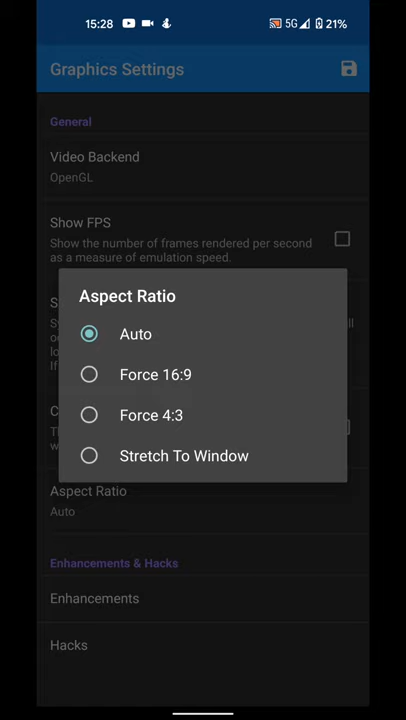 15:28
5G
21%
Graphics Settings
General
Video Backend
OpenGL
Show FPS
Show the number of frames rendered per second
as a measure of emulation speed.
Aspect Ratio
Auto
Force 16:9
Force 4:3
Stretch To Window
Aspect Ratio
Auto
Enhancements & Hacks
Enhancements
Hacks